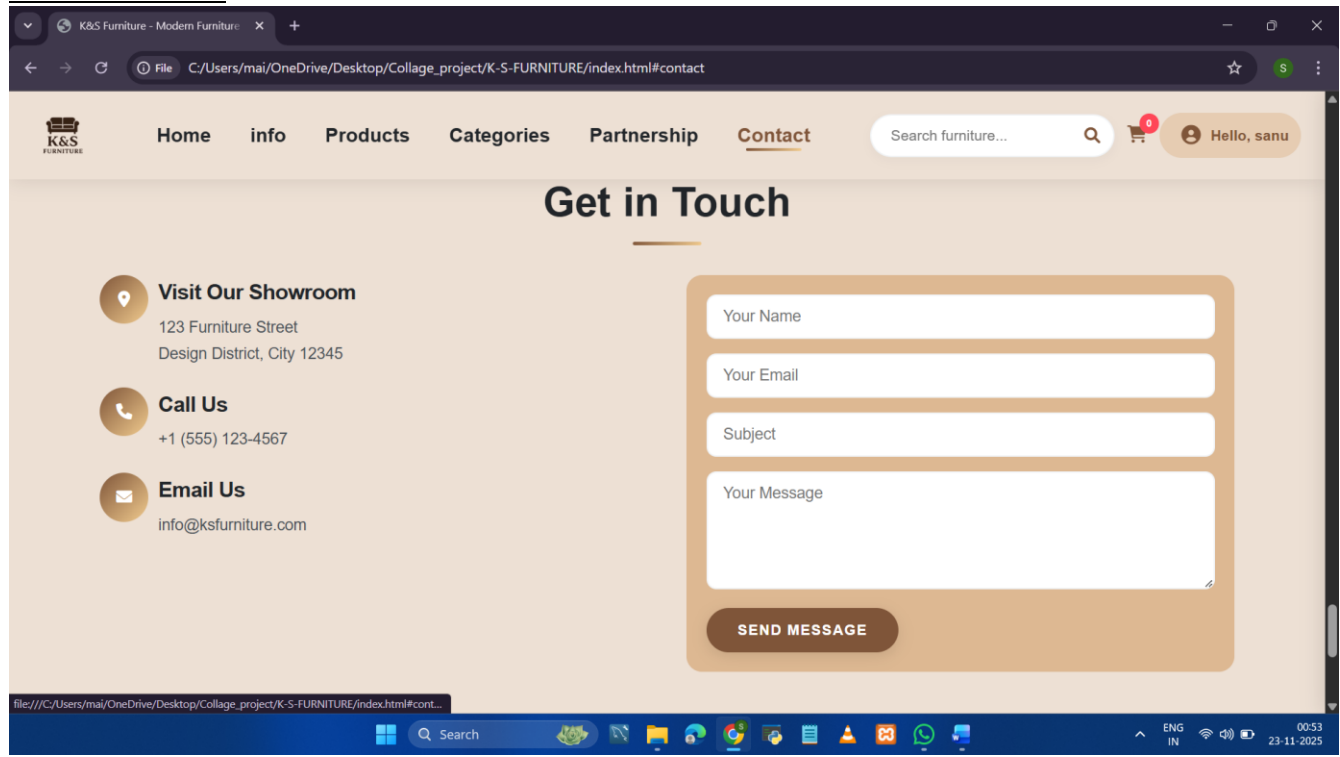 K&S Furniture - Modern Furniture
File C:/Users/mai/OneDrive/Desktop/Collage_project/K-S-FURNITURE/index.html#contact
S
K&S
FURNITURE
Home info Products Categories Partnership Contact
Search furniture...
0
Hello, sanu
Get in Touch
Visit Our Showroom
123 Furniture Street
Design District, City 12345
Call Us
+1 (555) 123-4567
Email Us
info@ksfurniture.com
Your Name
Your Email
Subject
Your Message
SEND MESSAGE
file:///C:/Users/mai/OneDrive/Desktop/Collage_project/K-S-FURNITURE/index.html#cont...
Search
ENG
IN
00:53
23-11-2025